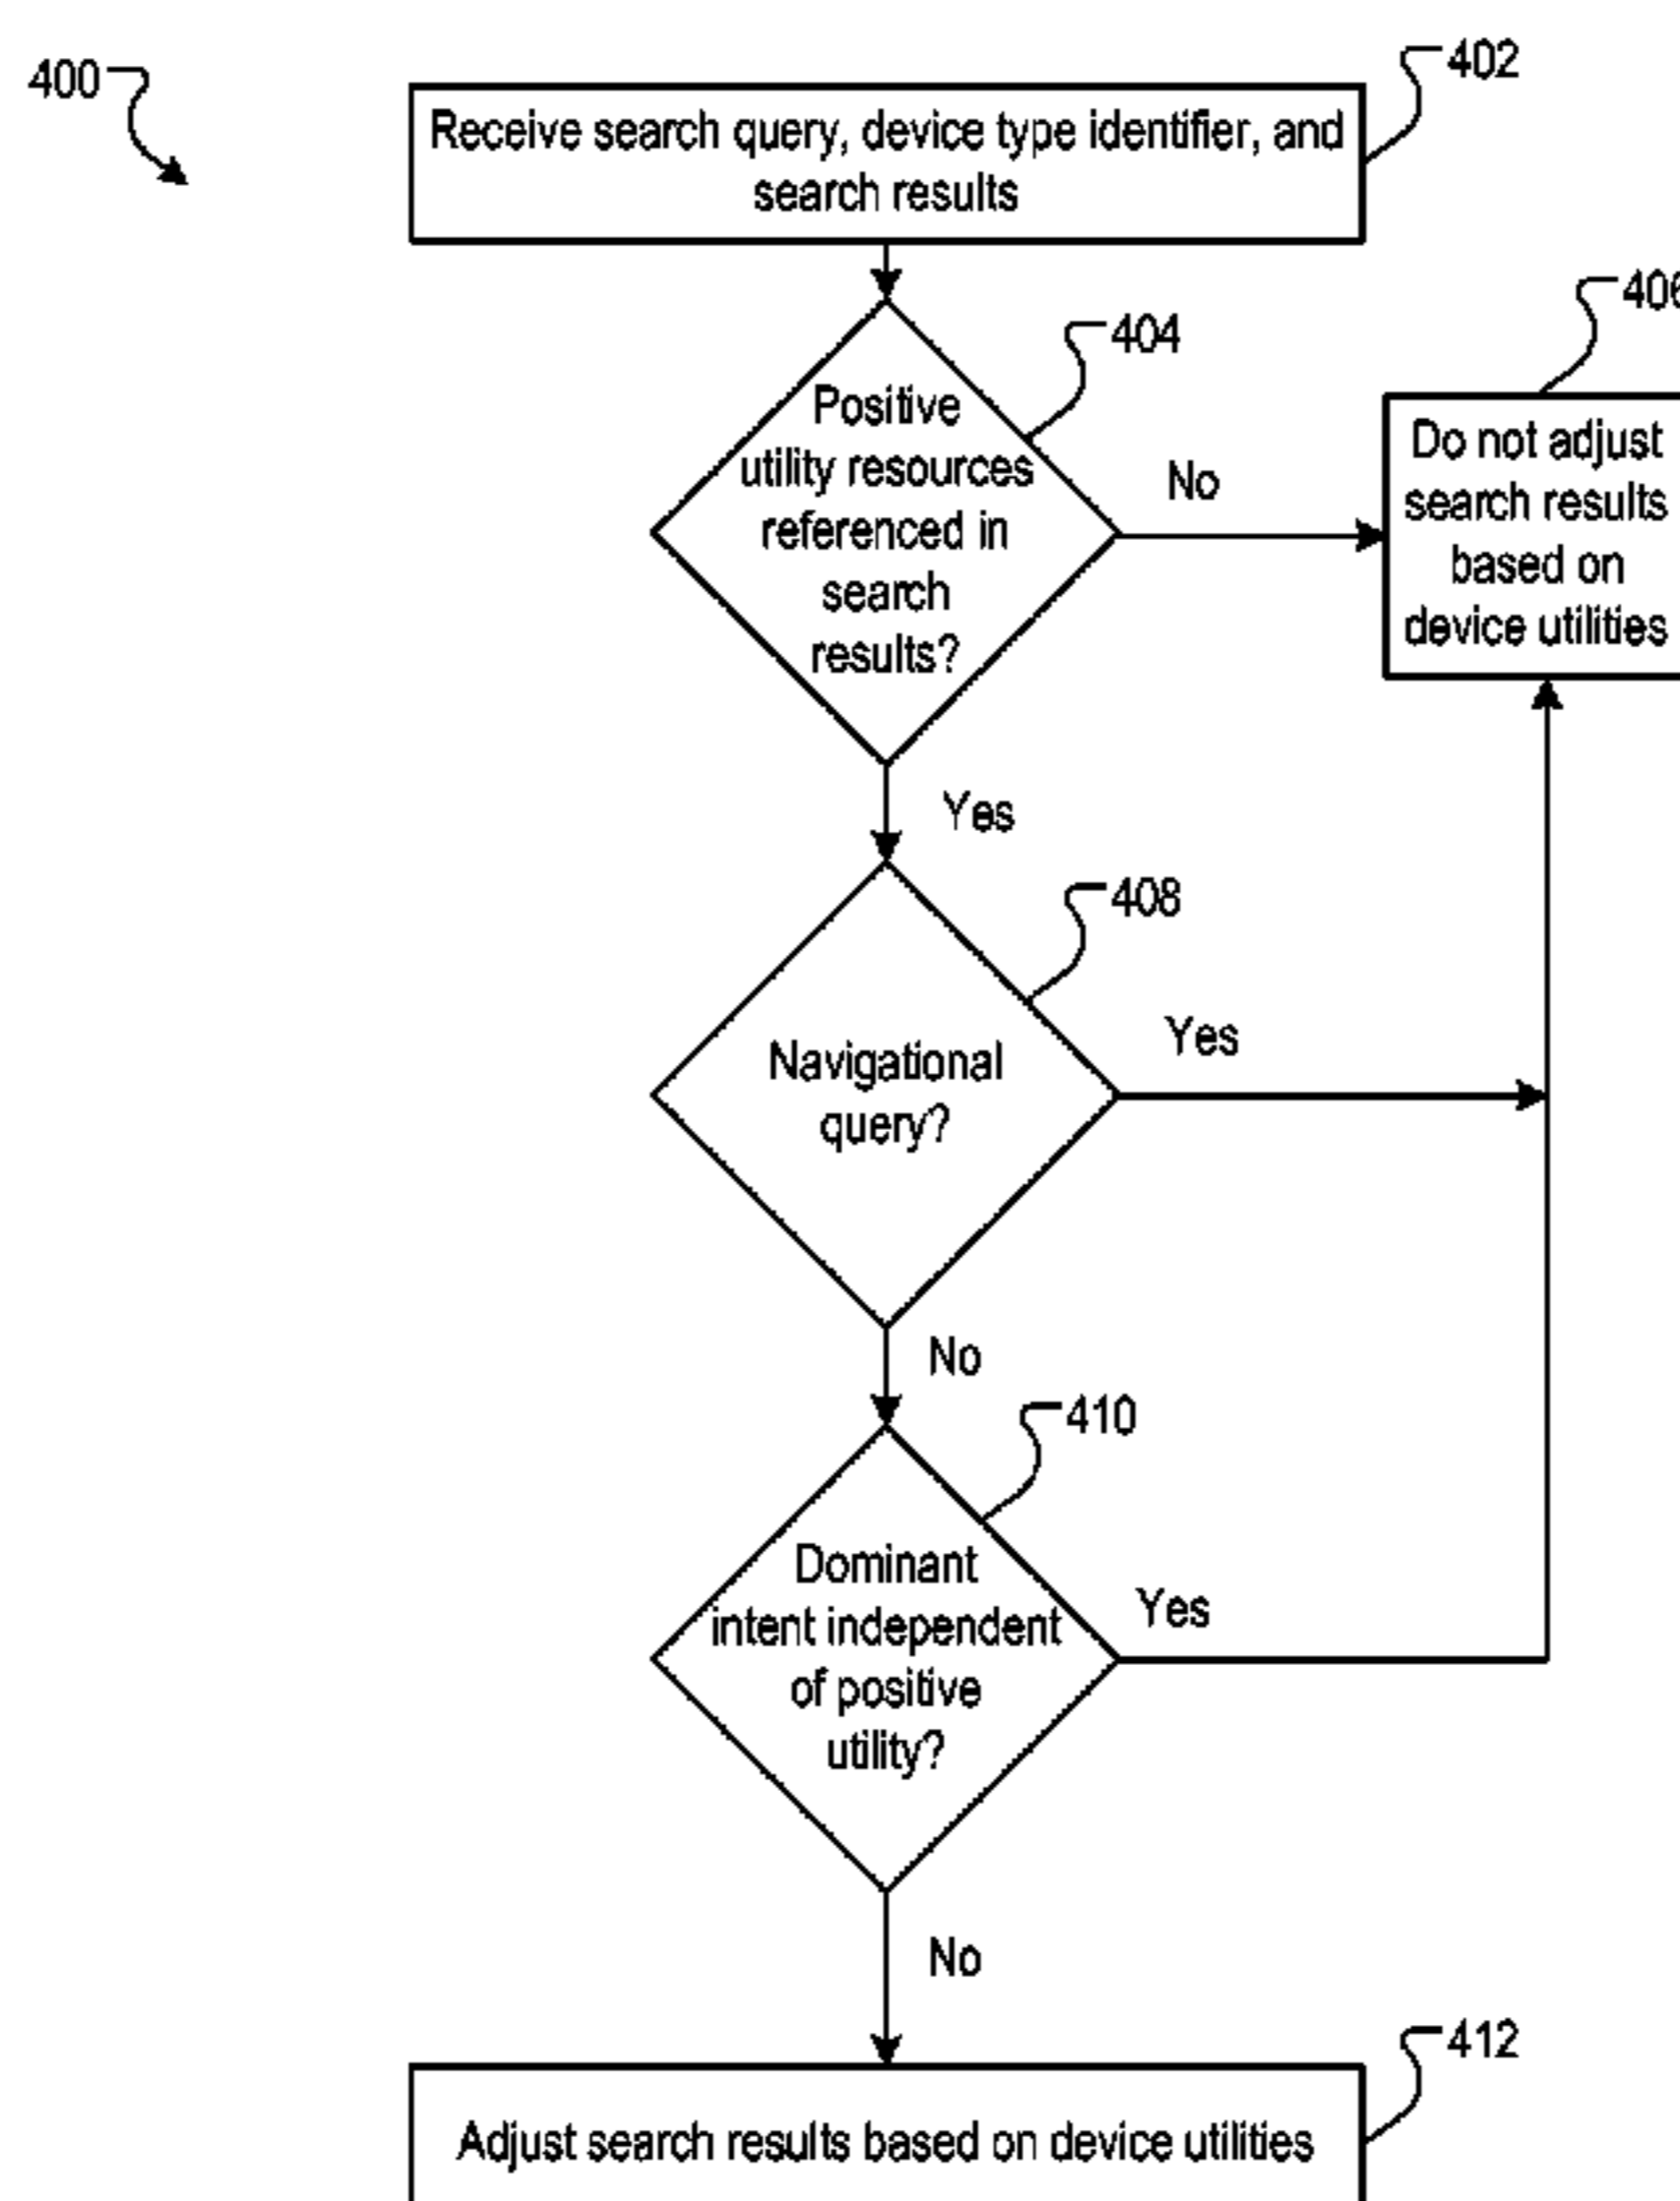 400
402
Receive search query, device type identifier, and
search results
404
406
Positive
utility resources
referenced in
search
results?
No
Do not adjust
search results
based on
device utilities
Yes
408
Navigational
query?
Yes
No
410
Dominant
intent independent
of positive
utility?
Yes
No
412
Adjust search results based on device utilities